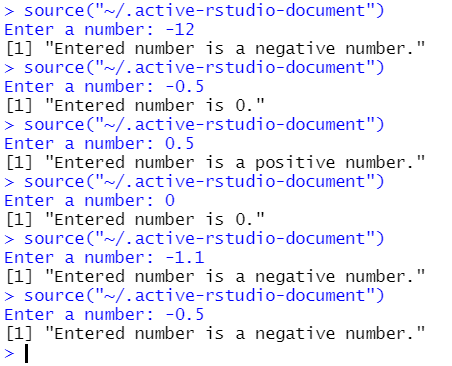 > source("~/.active-rstudio-document")
Enter a number: -12
[1] "Entered number is a negative number."
> source("~/.active-rstudio-document")
Enter a number: -0.5
[1] "Entered number is 0."
> source("~/.active-rstudio-document")
Enter a number: 0.5
[1] "Entered number is a positive number."
> source("~/.active-rstudio-document")
Enter a number: 0
[1] "Entered number is 0."
> source("~/.active-rstudio-document")
Enter a number: -1.1
[1] "Entered number is a negative number."
> source("~/.active-rstudio-document")
Enter a number: -0.5
[1] "Entered number is a negative number."
>